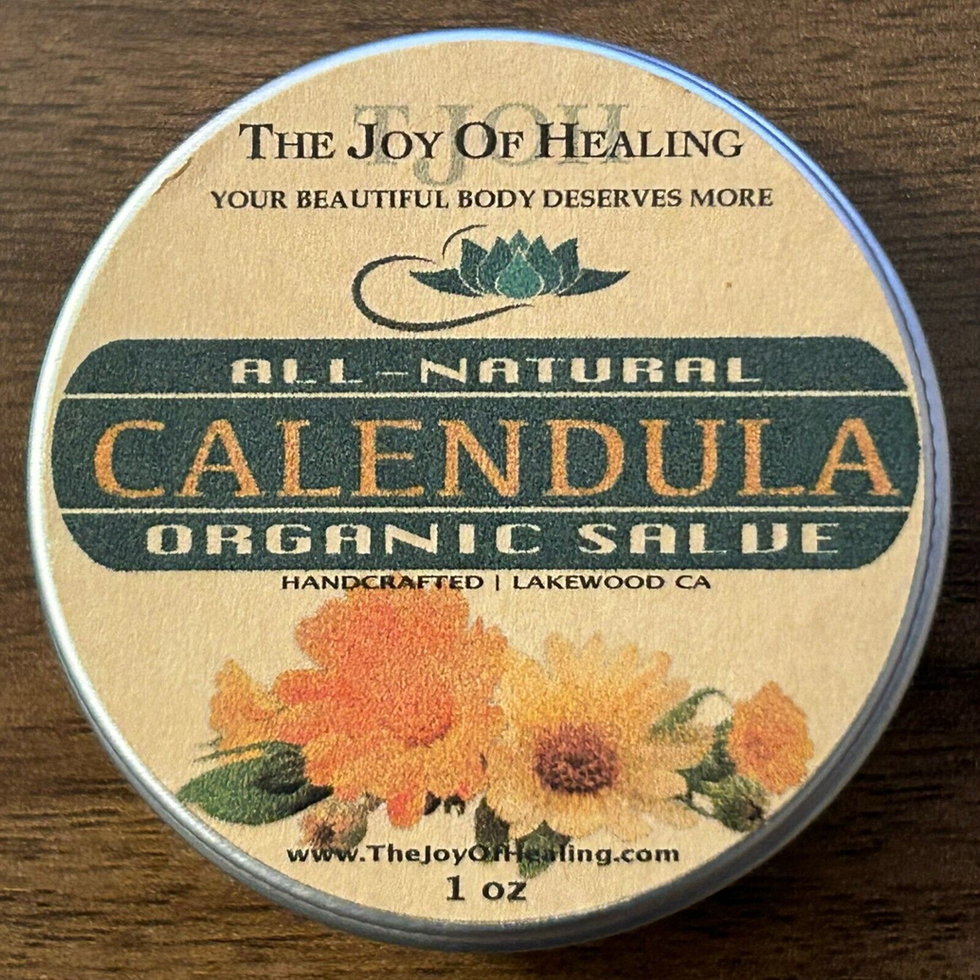 TJOH
THE JOY OF HEALING
YOUR BEAUTIFUL BODY DESERVES MORE
ALL-NATURAL
CALENDULA
ORGANIC SALVE
HANDCRAFTED | LAKEWOOD CA
www.TheJoyOfHealing.com
1 oz